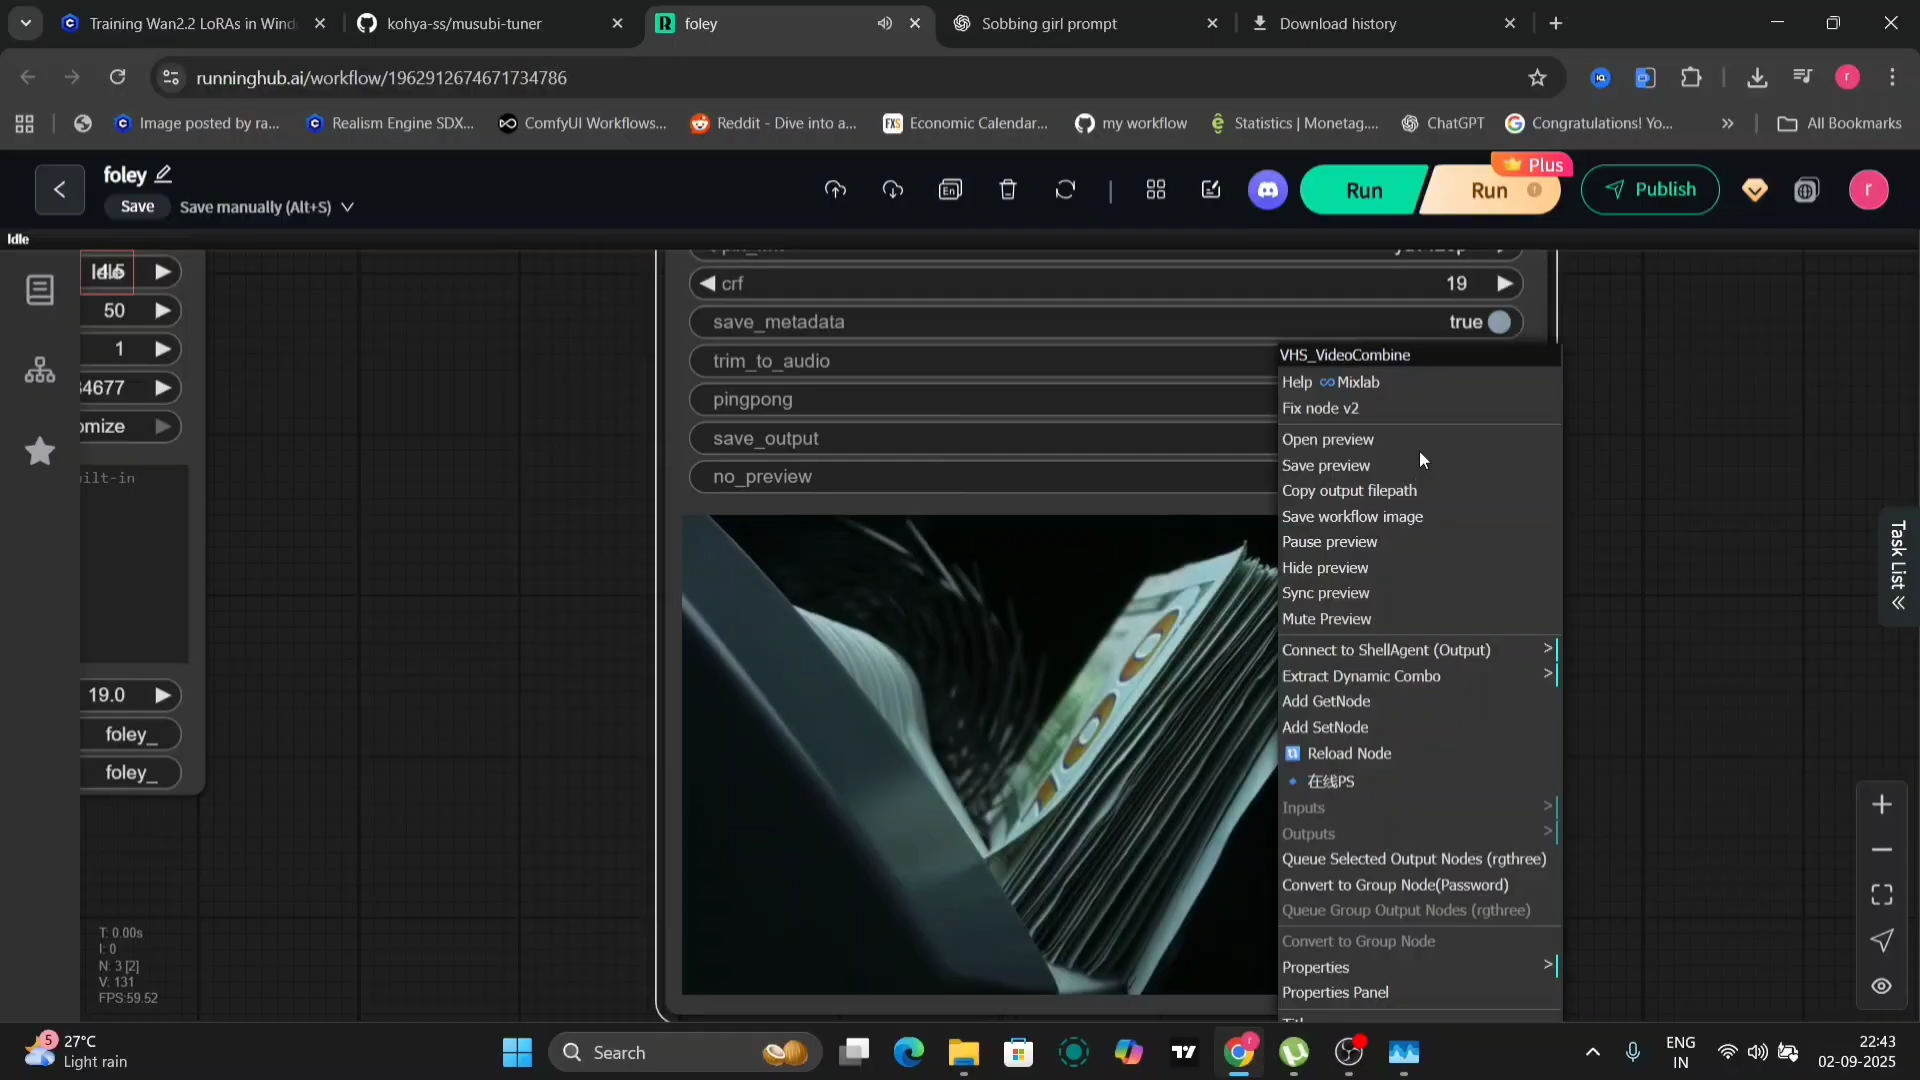 Training Wan2.2 LoRAs in Wind
kohya-ss/musubi-tuner
foley
Sobbing girl prompt
Download history
runninghub.ai/workflow/1962912674671734786
Image posted by ra...
Realism Engine SDX...
ComfyUI Workflows...
Reddit - Dive into a...
Economic Calendar...
my workflow
Statistics | Monetag....
ChatGPT
Congratulations! Yo...
All Bookmarks
foley
Save
Save manually (Alt+S)
Run
Run
Plus
Publish
r
Idle
Idle
50
1
4677
omize
ilt-in
19.0
foley_
foley_
crf
19
save_metadata
true
trim_to_audio
pingpong
save_output
no_preview
VHS_VideoCombine
Help ∞Mixlab
Fix node v2
Open preview
Save preview
Copy output filepath
Save workflow image
Pause preview
Hide preview
Sync preview
Mute Preview
Connect to ShellAgent (Output) >
Extract Dynamic Combo >
Add GetNode
Add SetNode
Reload Node
在线PS
Inputs >
Outputs >
Queue Selected Output Nodes (rgthree)
Convert to Group Node(Password)
Queue Group Output Nodes (rgthree)
Convert to Group Node
Properties >
Properties Panel
Task List
T: 0.00s
I: 0
N: 3 [2]
V: 131
FPS:59.52
5
27°C
Light rain
Search
ENG
IN
22:43
02-09-2025